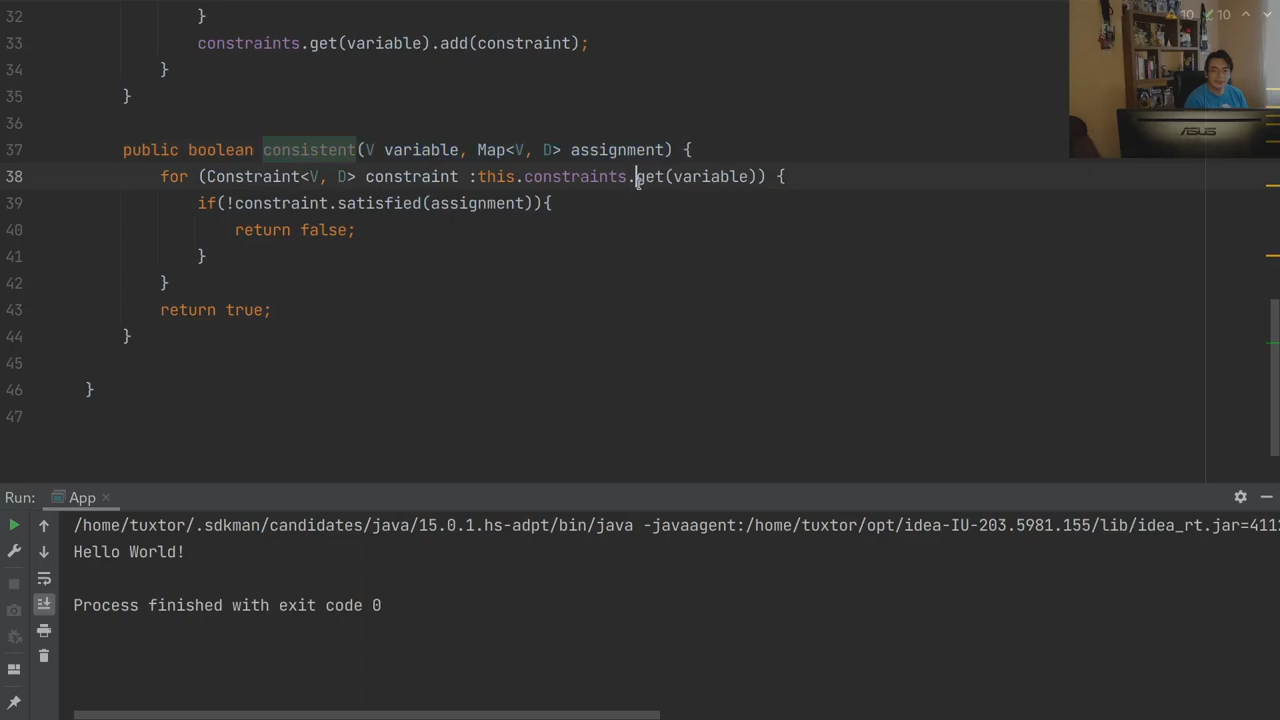 10 10
32 }
33 constraints.get(variable).add(constraint);
34 }
35 }
36
37 public boolean consistent(V variable, Map<V, D> assignment) {
38 for (Constraint<V, D> constraint :this.constraints.get(variable)) {
39 if(!constraint.satisfied(assignment)){
40 return false;
41 }
42 }
43 return true;
44 }
45
46 }
47
ASUS
Run: App
/home/tuxtor/.sdkman/candidates/java/15.0.1.hs-adpt/bin/java -javaagent:/home/tuxtor/opt/idea-IU-203.5981.155/lib/idea_rt.jar=4112
Hello World!
Process finished with exit code 0